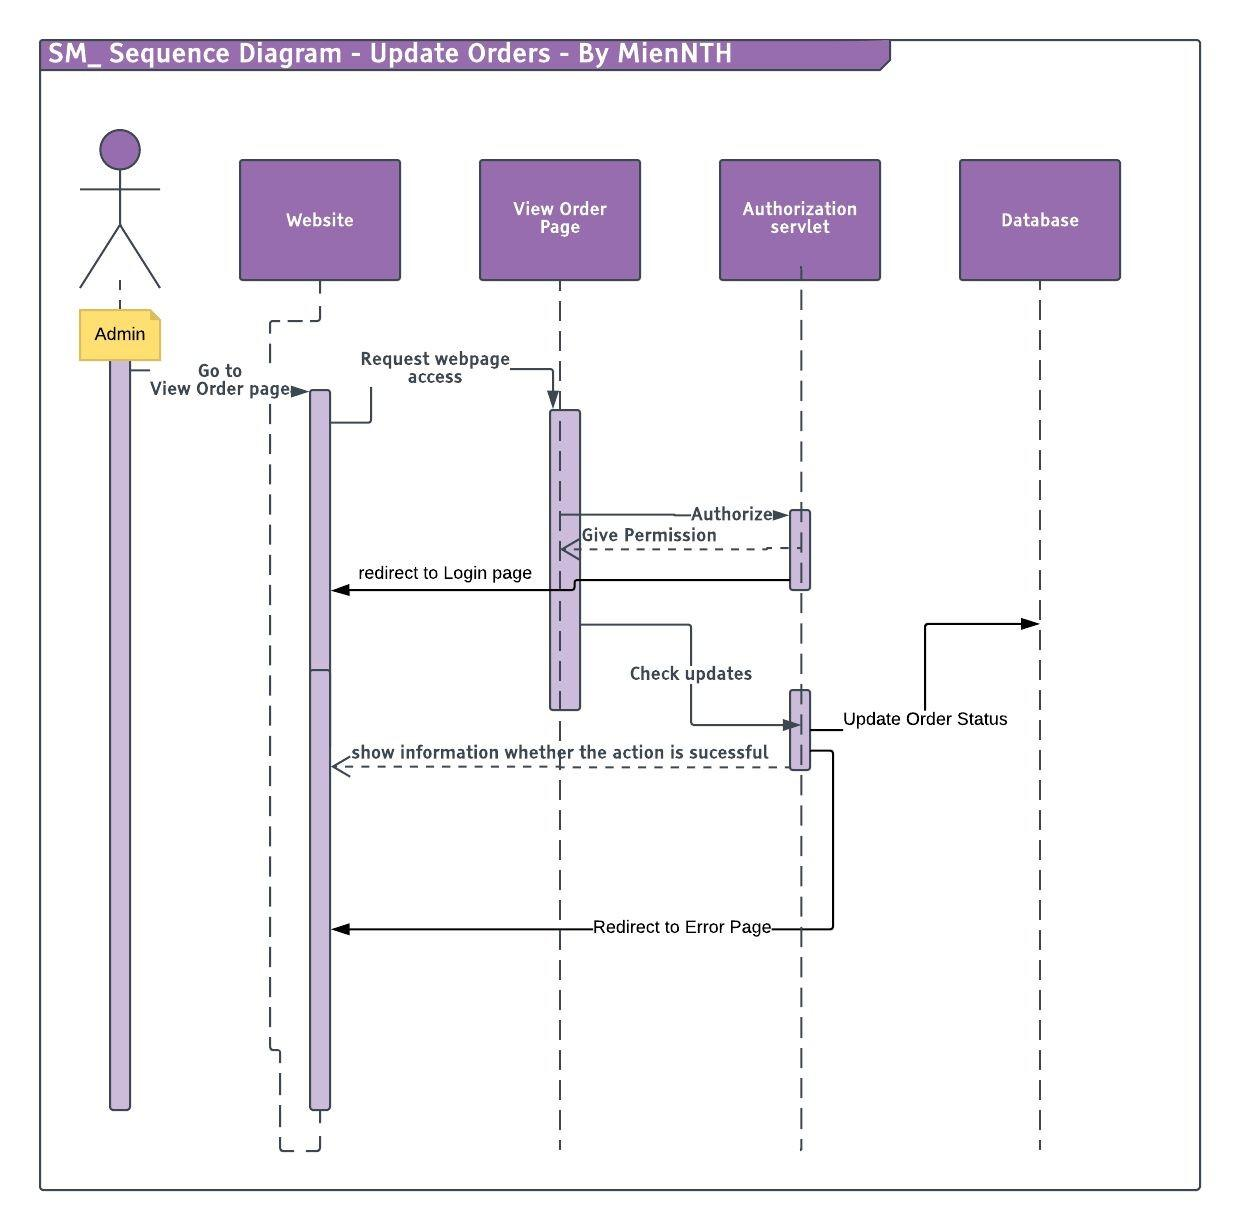 SM_ Sequence Diagram - Update Orders - By MienNTH
Website
View Order
Page
Authorization
servlet
Database
Admin
Go to
View Order page
Request webpage
access
Authorize
Give Permission
redirect to Login page
Check updates
Update Order Status
show information whether the action is sucessful
Redirect to Error Page